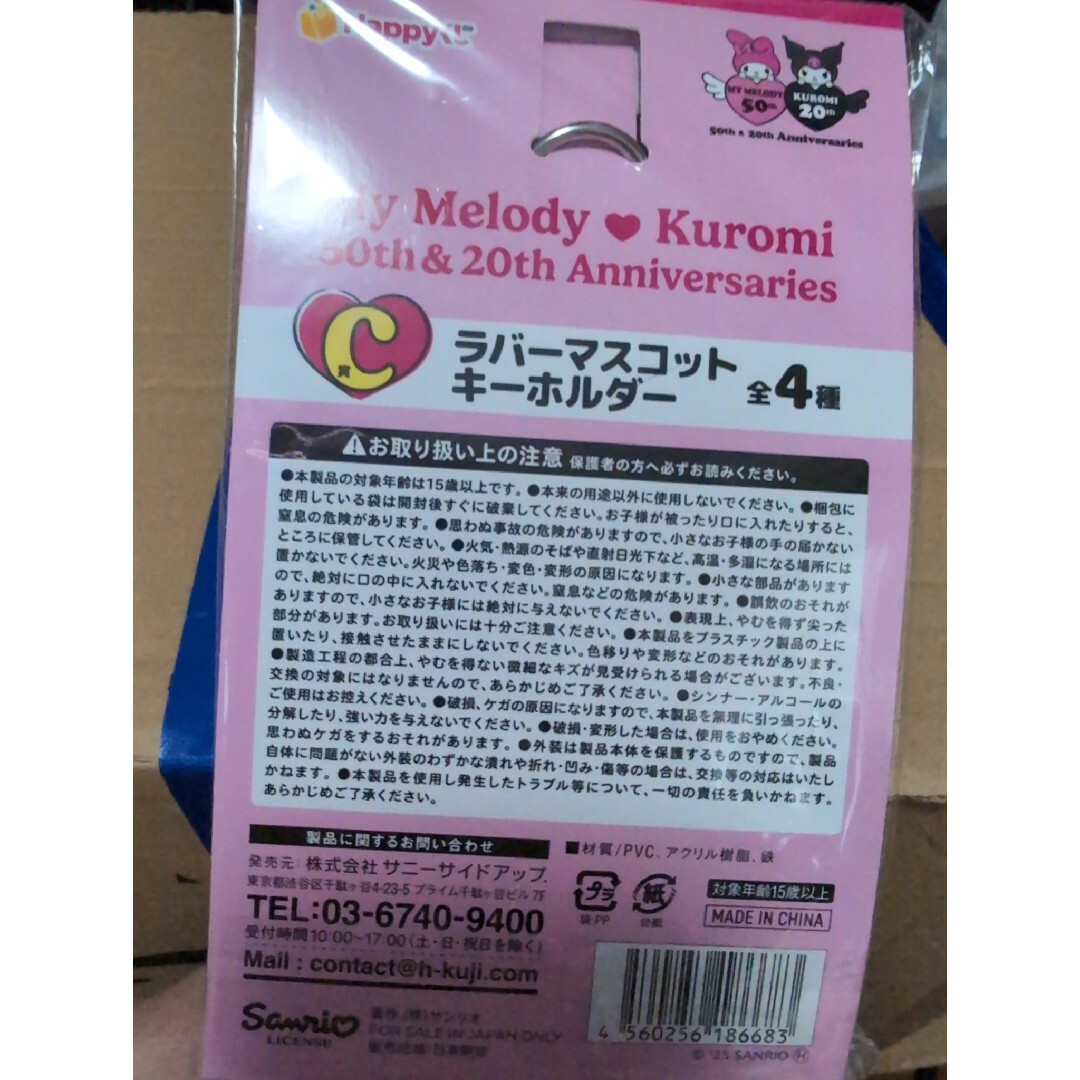 Happyくじ
MY MELODY
50th
KUROMI
20th
50th & 20th Anniversaries
My Melody ♥ Kuromi
50th & 20th Anniversaries
C賞
ラバーマスコット
キーホルダー
全4種
⚠お取り扱い上の注意 保護者の方へ必ずお読みください。
●本製品の対象年齢は15歳以上です。●本来の用途以外に使用しないでください。●梱包に
使用している袋は開封後すぐに破棄してください。お子様が被ったり口に入れたりすると、
窒息の危険があります。●思わぬ事故の危険がありますので、小さなお子様の手の届かない
ところに保管してください。●火気・熱源のそばや直射日光下など、高温・多湿になる場所には
置かないでください。火災や色落ち・変色・変形の原因になります。●小さな部品があります
ので、絶対に口の中に入れないでください。窒息などの危険があります。●誤飲のおそれが
ありますので、小さなお子様には絶対に与えないでください。●表現上、やむを得ず尖った
部分があります。お取り扱いには十分ご注意ください。●本製品をプラスチック製品の上に
置いたり、接触させたままにしないでください。色移りや変形などのおそれがあります。
●製造工程の都合上、やむを得ない微細なキズが見受けられる場合がございます。不良・
交換の対象にはなりませんので、あらかじめご了承ください。●シンナー・アルコールの
ご使用はお控えください。●破損、ケガの原因になりますので、本製品を無理に引っ張ったり、
分解したり、強い力を与えないでください。●破損・変形した場合は、使用をおやめください。
思わぬケガをするおそれがあります。●外装は製品本体を保護するものですので、製品
自体に問題がない外装のわずかな潰れや折れ・凹み・傷等の場合は、交換等の対応はいたし
かねます。●本製品を使用し発生したトラブル等について、一切の責任を負いかねます。
あらかじめご了承ください。
製品に関するお問い合わせ
発売元:株式会社 サニーサイドアップ
東京都渋谷区千駄ヶ谷4-23-5 プライム千駄ヶ谷ビル 7F
TEL:03-6740-9400
受付時間10:00~17:00(土・日・祝日を除く)
Mail : contact@h-kuji.com
■材質/PVC、アクリル樹脂、鉄
プラ
袋:PP
紙
台紙
対象年齢15歳以上
MADE IN CHINA
Sanrio
LICENSE
著作 (株)サンリオ
FOR SALE IN JAPAN ONLY
販売地域:日本限定
4 560256 186683
© '25 SANRIO Ⓗ